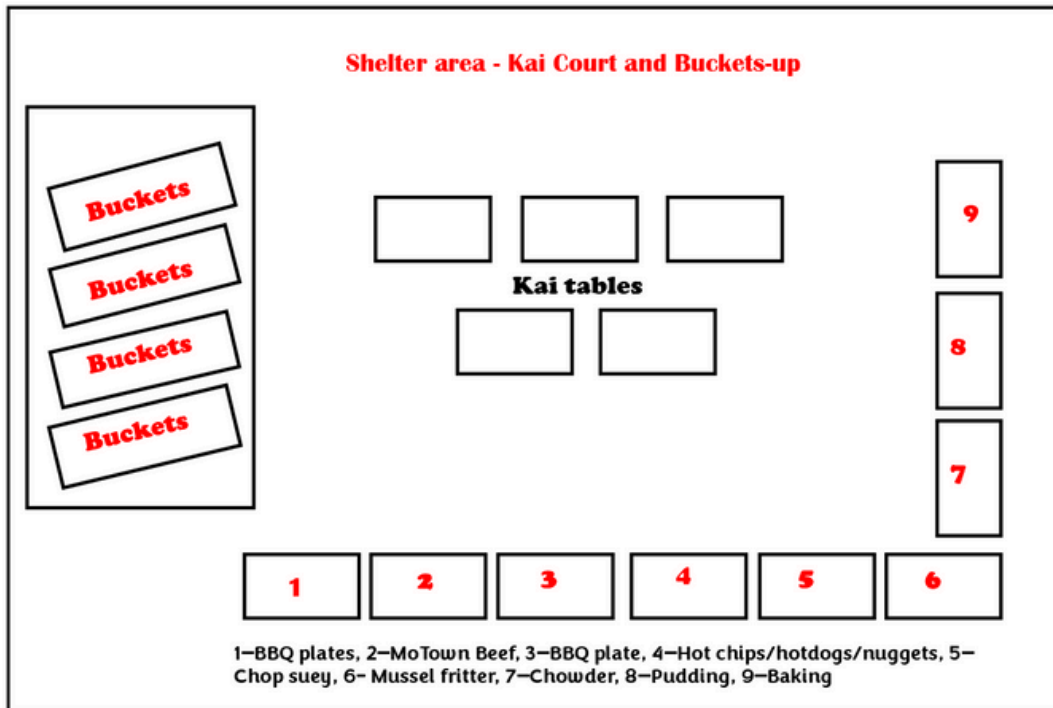 Shelter area - Kai Court and Buckets-up
Buckets
Buckets
Buckets
Buckets
Kai tables
9
8
7
1
2
3
4
5
6
1–BBQ plates, 2–MoTown Beef, 3–BBQ plate, 4–Hot chips/hotdogs/nuggets, 5–
Chop suey, 6- Mussel fritter, 7–Chowder, 8–Pudding, 9–Baking